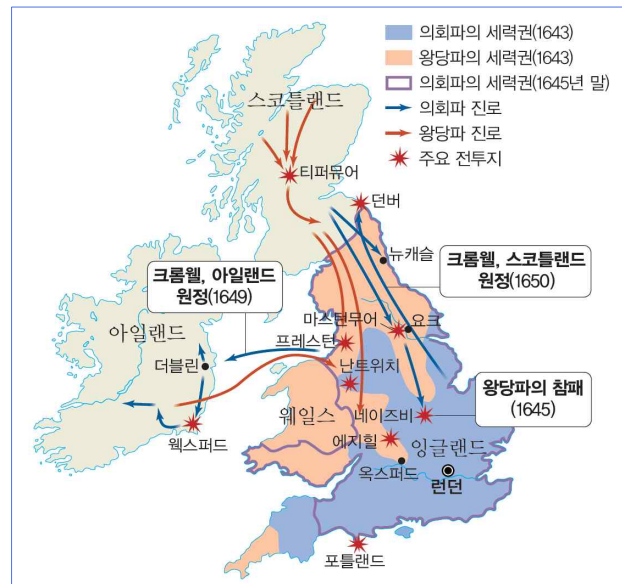 의회파의 세력권(1643)
왕당파의 세력권(1643)
의회파의 세력권(1645년 말)
의회파 진로
왕당파 진로
주요 전투지
스코틀랜드
티퍼뮤어
던버
뉴캐슬
크롬웰, 아일랜드
원정(1649)
크롬웰, 스코틀랜드
원정(1650)
아일랜드
마스턴무어
요크
프레스턴
더블린
난트위치
왕당파의 참패
(1645)
웨일스
네이즈비
웩스퍼드
에지힐
잉글랜드
옥스퍼드
런던
포틀랜드